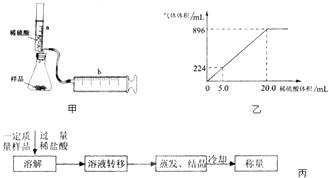 稀硫酸
a
b
样品
甲
气体体积/mL
896
224
0
5.0
20.0
稀硫酸体积/mL
乙
一定质量样品
过量稀盐酸
溶解
溶液转移
蒸发、结晶
冷却
称量
丙